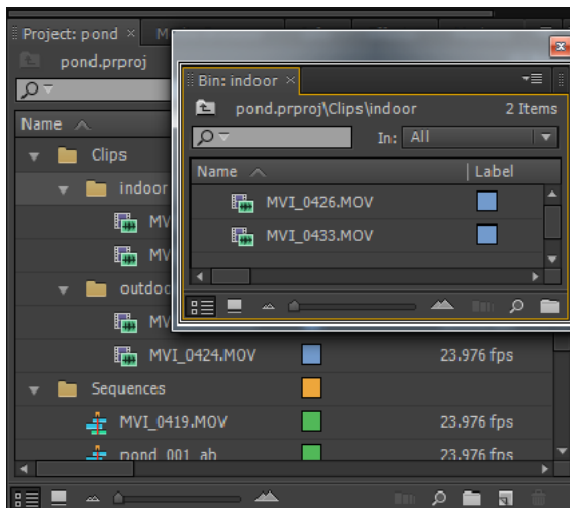 Project: pond ×
pond.prproj
Name
Clips
indoor
MV
MV
outdoo
MV
MVI_0424.MOV 23.976 fps
Sequences
MVI_0419.MOV 23.976 fps
pond_001_ah 23.976 fps
Bin: indoor ×
pond.prproj\Clips\indoor 2 Items
In: All
Name Label
MVI_0426.MOV
MVI_0433.MOV